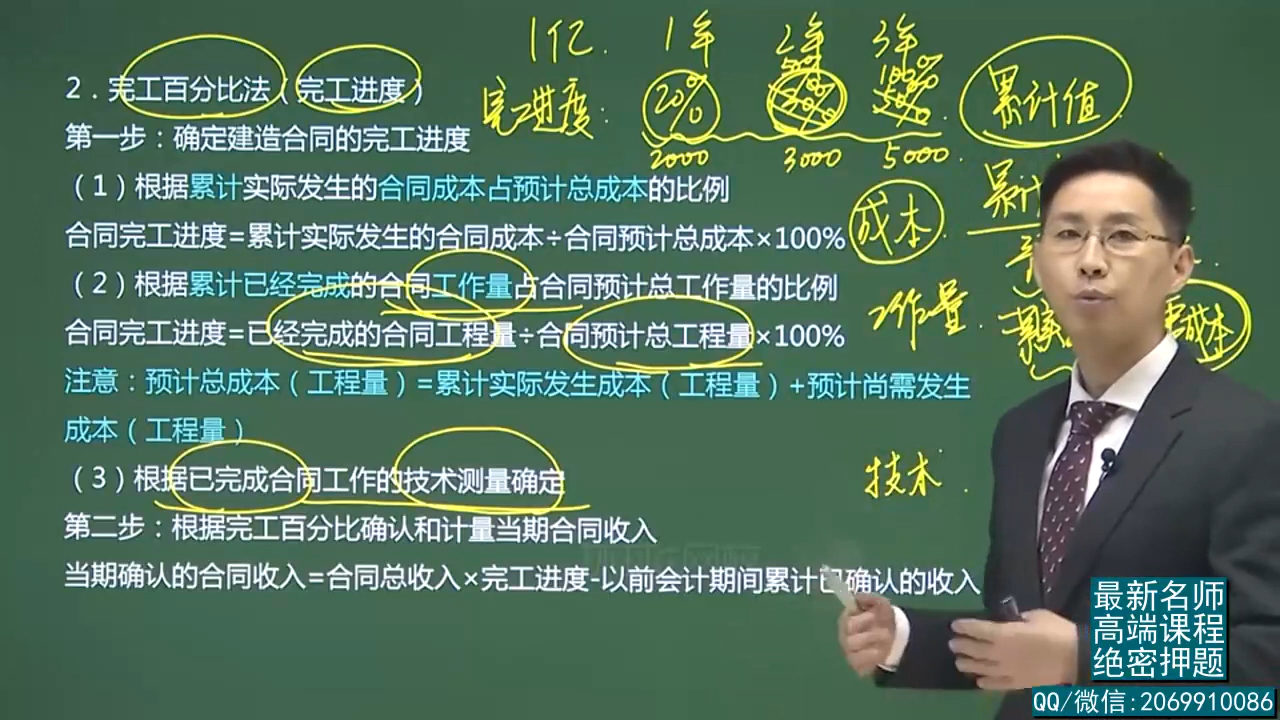 2．完工百分比法（完工进度）
第一步：确定建造合同的完工进度
（1）根据累计实际发生的合同成本占预计总成本的比例
合同完工进度=累计实际发生的合同成本÷合同预计总成本×100%
（2）根据累计已经完成的合同工作量占合同预计总工作量的比例
合同完工进度=已经完成的合同工程量÷合同预计总工程量×100%
注意：预计总成本（工程量）=累计实际发生成本（工程量）+预计尚需发生
成本（工程量）
（3）根据已完成合同工作的技术测量确定
第二步：根据完工百分比确认和计量当期合同收入
当期确认的合同收入=合同总收入×完工进度-以前会计期间累计已确认的收入
1亿. 1年 2年 3年
完工进度： 20% 50% 100%
累计值
2000 3000 5000.
累计
成本
工作量.
成本
技术.
最新名师
高端课程
绝密押题
QQ/微信:2069910086